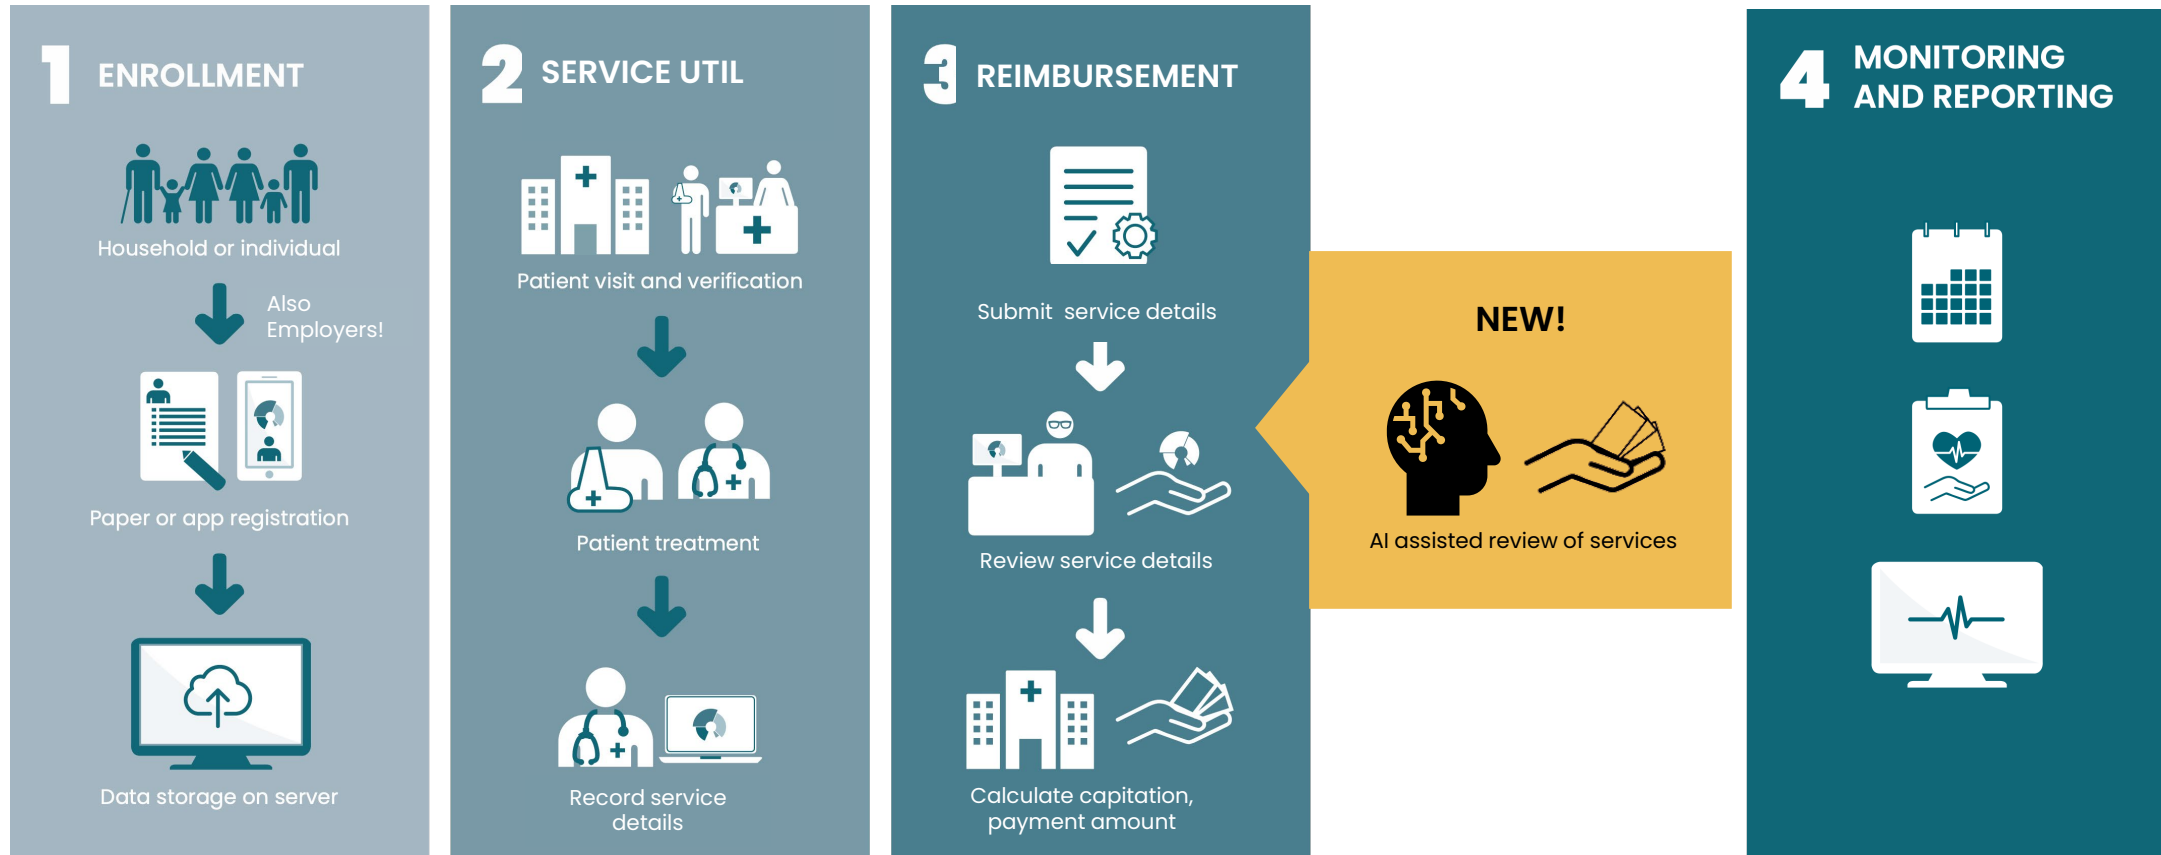 1 ENROLLMENT
Household or individual
Also
Employers!
Paper or app registration
Data storage on server
2 SERVICE UTIL
Patient visit and verification
Patient treatment
Record service
details
3 REIMBURSEMENT
Submit service details
Review service details
Calculate capitation,
payment amount
NEW!
AI assisted review of services
4 MONITORING
AND REPORTING